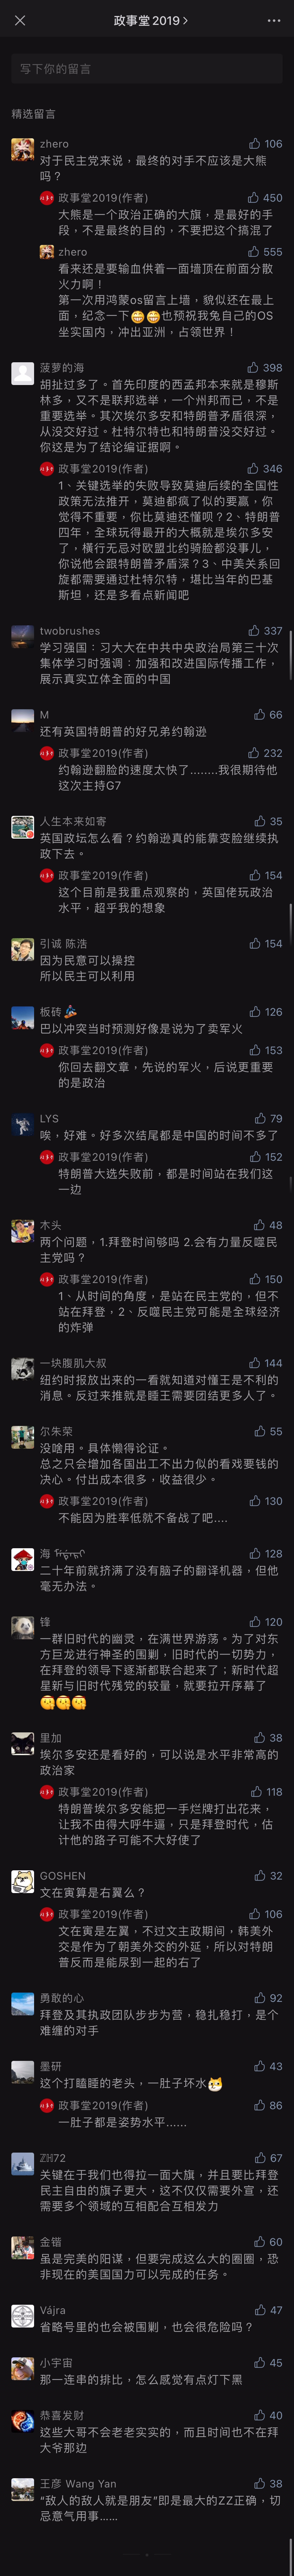 政事堂2019
写下你的留言
精选留言
zhero
106
对于民主党来说，最终的对手不应该是大熊
吗？
政事堂2019(作者)
450
大熊是一个政治正确的大旗，是最好的手
段，不是最终的目的，不要把这个搞混了
zhero
555
看来还是要输血供着一面墙顶在前面分散
火力啊！
第一次用鸿蒙os留言上墙，貌似还在最上
面，纪念一下😁😁也预祝我兔自己的OS
坐实国内，冲出亚洲，占领世界！
菠萝的海
398
胡扯过多了。首先印度的西孟邦本来就是穆斯
林多，又不是联邦选举，一个州邦而已，不是
重要选举。其次埃尔多安和特朗普矛盾很深，
从没交好过。杜特尔特也和特朗普没交好过。
你这是为了结论编证据啊。
政事堂2019(作者)
346
1、关键选举的失败导致莫迪后续的全国性
政策无法推开，莫迪都疯了似的要赢，你
觉得不重要，你比莫迪还懂呗？2、特朗普
四年，全球玩得最开的大概就是埃尔多安
了，横行无忌对欧盟北约骑脸都没事儿，
你说他会跟特朗普矛盾深？3、中美关系回
旋都需要通过杜特尔特，堪比当年的巴基
斯坦，还是多看点新闻吧
twobrushes
337
学习强国：习大大在中共中央政治局第三十次
集体学习时强调：加强和改进国际传播工作，
展示真实立体全面的中国
M
66
还有英国特朗普的好兄弟约翰逊
政事堂2019(作者)
232
约翰逊翻脸的速度太快了........我很期待他
这次主持G7
人生本来如寄
35
英国政坛怎么看？约翰逊真的能靠变脸继续执
政下去。
政事堂2019(作者)
154
这个目前是我重点观察的，英国佬玩政治
水平，超乎我的想象
引诚 陈浩
154
因为民意可以操控
所以民主可以利用
板砖🏂
126
巴以冲突当时预测好像是说为了卖军火
政事堂2019(作者)
153
你回去翻文章，先说的军火，后说更重要
的是政治
LYS
79
唉，好难。好多次结尾都是中国的时间不多了
政事堂2019(作者)
152
特朗普大选失败前，都是时间站在我们这
一边
木头
48
两个问题，1.拜登时间够吗 2.会有力量反噬民
主党吗？
政事堂2019(作者)
150
1、从时间的角度，是站在民主党的，但不
站在拜登，2、反噬民主党可能是全球经济
的炸弹
一块腹肌大叔
144
纽约时报放出来的一看就知道对懂王是不利的
消息。反过来推就是睡王需要团结更多人了。
尔朱荣
55
没啥用。具体懒得论证。
总之只会增加各国出工不出力似的看戏要钱的
决心。付出成本很多，收益很少。
政事堂2019(作者)
130
不能因为胜率低就不备战了吧....
海
128
二十年前就挤满了没有脑子的翻译机器，但他
毫无办法。
锋
120
一群旧时代的幽灵，在满世界游荡。为了对东
方巨龙进行神圣的围剿，旧时代的一切势力，
在拜登的领导下逐渐都联合起来了；新时代超
星新与旧时代残党的较量，就要拉开序幕了
里加
38
埃尔多安还是看好的，可以说是水平非常高的
政治家
政事堂2019(作者)
118
特朗普埃尔多安能把一手烂牌打出花来，
让我不由得大呼牛逼，只是拜登时代，估
计他的路子可能不大好使了
GOSHEN
32
文在寅算是右翼么？
政事堂2019(作者)
106
文在寅是左翼，不过文主政期间，韩美外
交是作为了朝美外交的外延，所以对特朗
普反而是能尿到一起的右了
勇敢的心
92
拜登及其执政团队步步为营，稳扎稳打，是个
难缠的对手
墨研
43
这个打瞌睡的老头，一肚子坏水
政事堂2019(作者)
86
一肚子都是姿势水平......
ℤℍ72
67
关键在于我们也得拉一面大旗，并且要比拜登
民主自由的旗子更大，这不仅仅需要外宣，还
需要多个领域的互相配合互相发力
金锴
60
虽是完美的阳谋，但要完成这么大的圈圈，恐
非现在的美国国力可以完成的任务。
Vájra
47
省略号里的也会被围剿，也会很危险吗？
小宇宙
45
那一连串的排比，怎么感觉有点灯下黑
恭喜发财
40
这些大哥不会老老实实的，而且时间也不在拜
大爷那边
王彦 Wang Yan
38
“敌人的敌人就是朋友”即是最大的ZZ正确，切
忌意气用事......